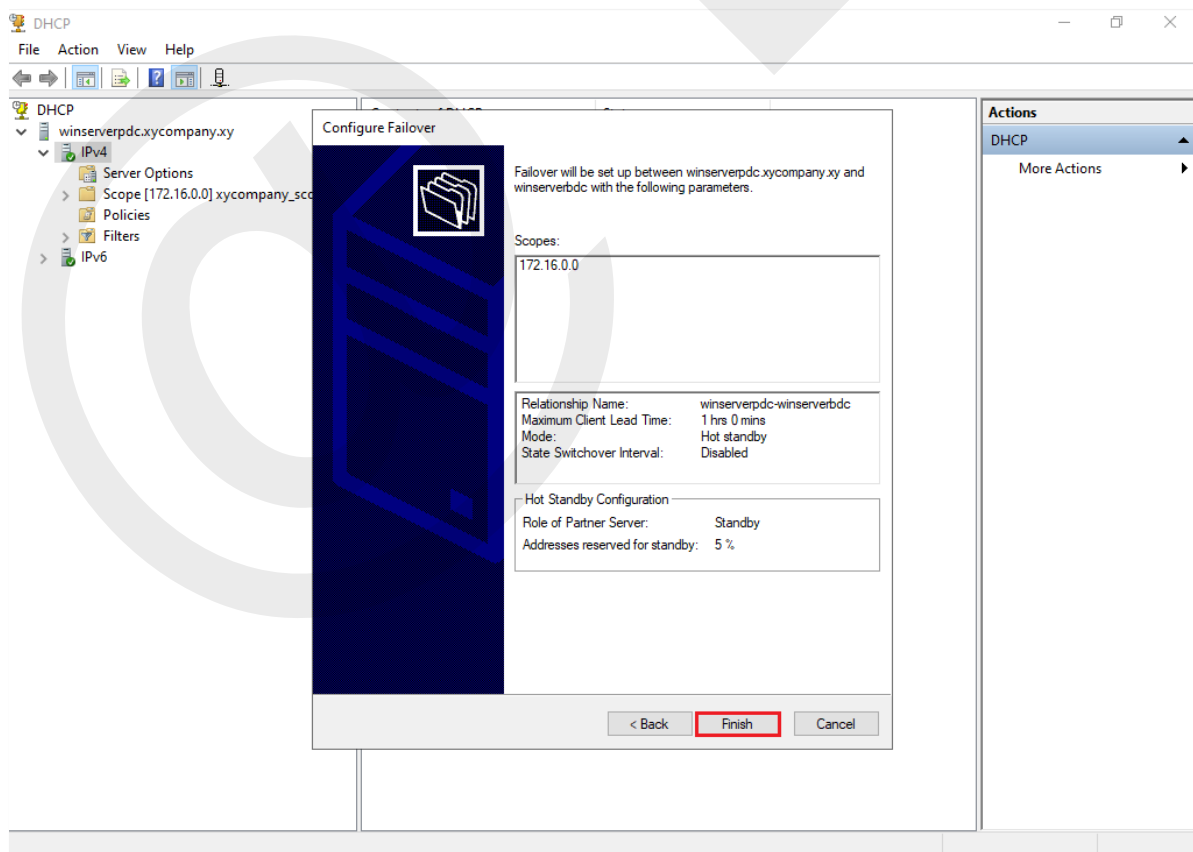 DHCP
File Action View Help
DHCP
winserverpdc.xycompany.xy
IPv4
Server Options
Scope [172.16.0.0] xycompany_sco
Policies
Filters
IPv6
Configure Failover
Failover will be set up between winserverpdc.xycompany.xy and
winserverbdc with the following parameters.
Scopes:
172.16.0.0
Relationship Name: winserverpdc-winserverbdc
Maximum Client Lead Time: 1 hrs 0 mins
Mode: Hot standby
State Switchover Interval: Disabled
Hot Standby Configuration
Role of Partner Server: Standby
Addresses reserved for standby: 5 %
< Back Finish Cancel
Actions
DHCP
More Actions